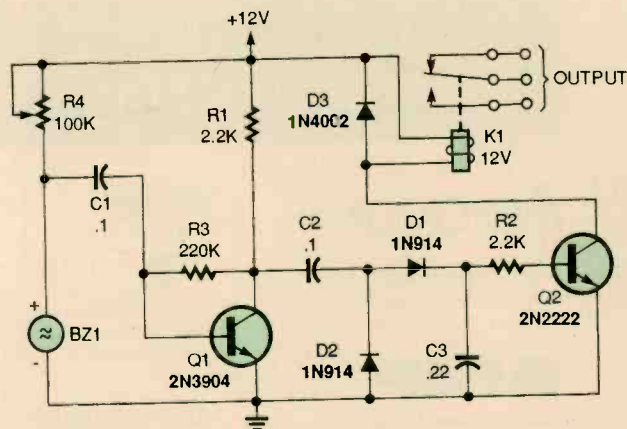 +12V
R4
100K
R1
2.2K
D3
1N4002
OUTPUT
K1
12V
C1
.1
R3
220K
C2
.1
D1
1N914
R2
2.2K
+
BZ1
-
Q1
2N3904
D2
1N914
C3
.22
Q2
2N2222